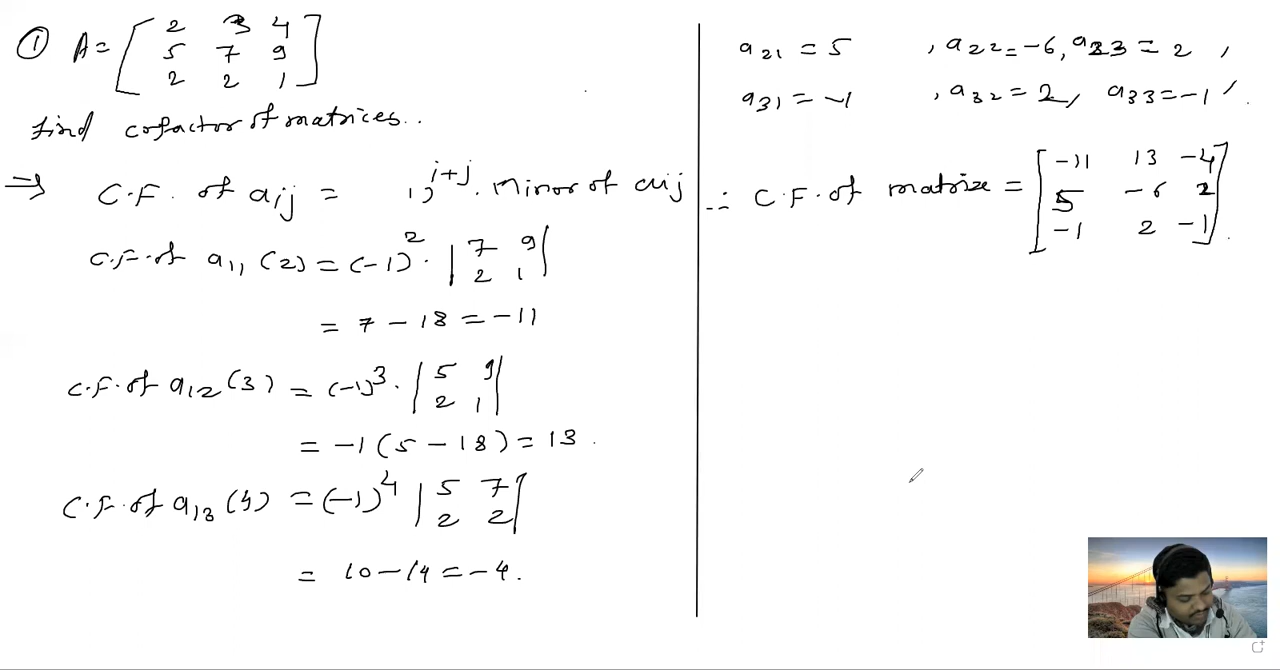 ① A = [ 2 3 4
5 7 9
2 2 1 ]
find cofactor of matrices..
⇒ C.F. of aij = 1)^i+j . Minor of aij
C.F. of a11 (2) = (-1)^2 . | 7 9
2 1 |
= 7 - 18 = -11
C.F. of a12 (3) = (-1)^3 . | 5 9
2 1 |
= -1 (5 - 18) = 13 .
C.F. of a13 (4) = (-1)^4 | 5 7
2 2 |
= 10 - 14 = -4 .
a21 = 5 , a22 = -6, a23 = 2 ,
a31 = -1 , a32 = 2, a33 = -1 .
∴ C.F. of matrize = [ -11 13 -4
5 -6 2
-1 2 -1 ] .